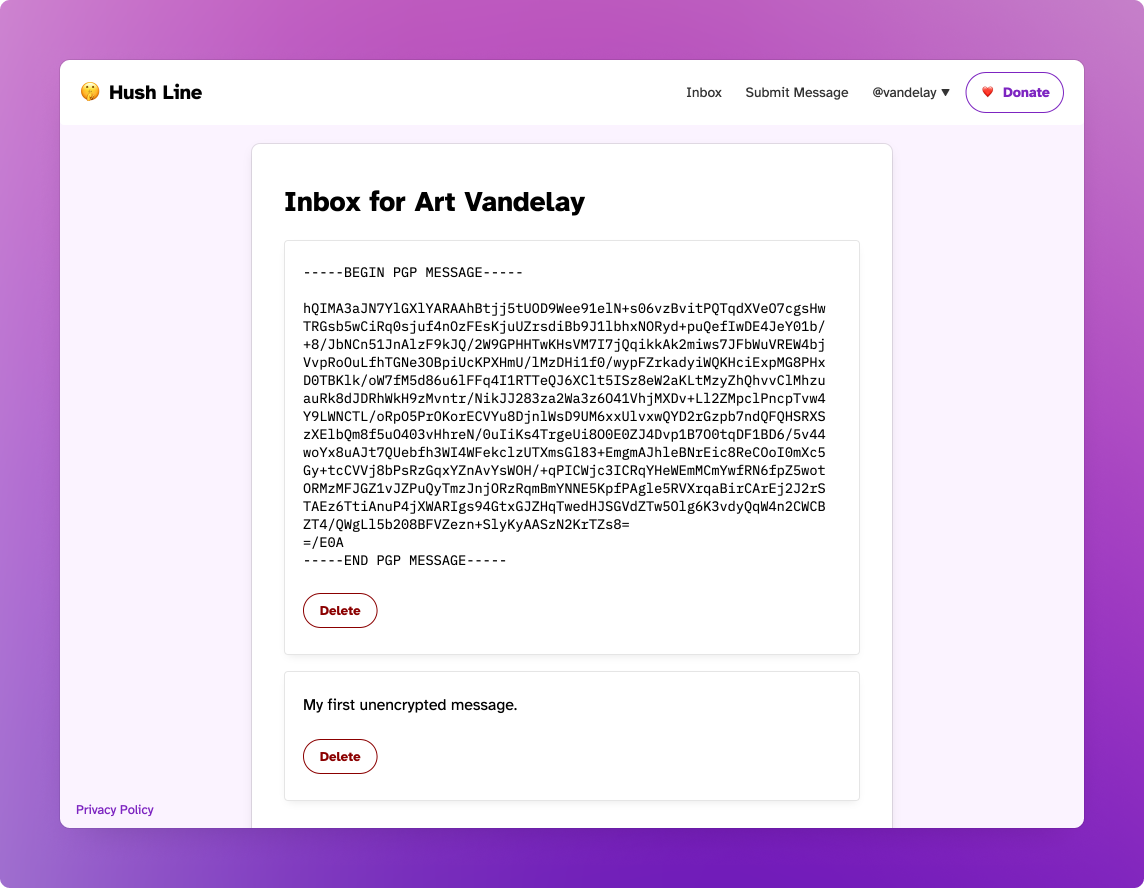 Hush Line
Inbox Submit Message @vandelay ▼ Donate
Inbox for Art Vandelay
-----BEGIN PGP MESSAGE-----
hQIMA3aJN7YlGXlYARAAhBtjj5tUOD9Wee91elN+s06vzBvitPQTqdXVeO7cgsHw
TRGsb5wCiRq0sjuf4nOzFEsKjuUZrsdiBb9J1lbhxNORyd+puQefIwDE4JeY01b/
+8/JbNCn51JnAlzF9kJQ/2W9GPHHTwKHsVM7I7jQqikkAk2miws7JFbWuVREW4bj
VvpRoOuLfhTGNe3OBpiUcKPXHmU/lMzDHi1f0/wypFZrkadyiWQKHciExpMG8PHx
D0TBKlk/oW7fM5d86u6lFFq4I1RTTeQJ6XClt5ISz8eW2aKLtMzyZhQhvvClMhzu
auRk8dJDRhWkH9zMvntr/NikJJ283za2Wa3z6O41VhjMXDv+Ll2ZMpclPncpTvw4
Y9LWNCTL/oRpO5PrOKorECVYu8DjnlWsD9UM6xxUlvxwQYD2rGzpb7ndQFQHSRXS
zXElbQm8f5uO403vHhreN/0uIiKs4TrgeUi8O0E0ZJ4Dvp1B7O0tqDF1BD6/5v44
woYx8uAJt7QUebfh3WI4WFekclzUTXmsGl83+EmgmAJhleBNrEic8ReCOoI0mXc5
Gy+tcCVVj8bPsRzGqxYZnAvYsWOH/+qPICWjc3ICRqYHeWEmMCmYwfRN6fpZ5wot
ORMzMFJGZ1vJZPuQyTmzJnjORzRqmBmYNNE5KpfPAgle5RVXrqaBirCArEj2J2rS
TAEz6TtiAnuP4jXWARIgs94GtxGJZHqTwedHJSGVdZTw5Olg6K3vdyQqW4n2CWCB
ZT4/QWgLl5b208BFVZezn+SlyKyAASzN2KrTZs8=
=/E0A
-----END PGP MESSAGE-----
Delete
My first unencrypted message.
Delete
Privacy Policy